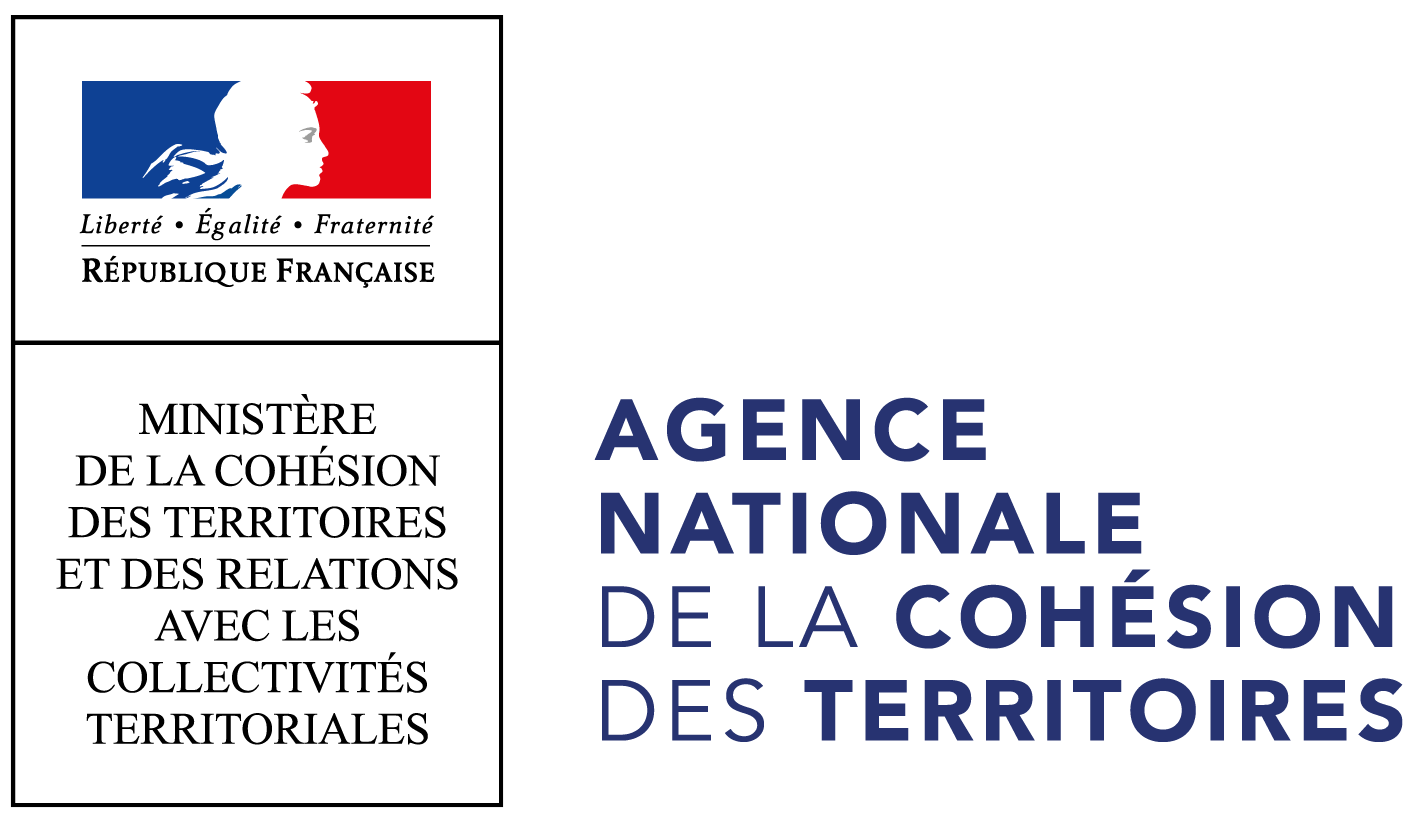 Liberté • Égalité • Fraternité
RÉPUBLIQUE FRANÇAISE
MINISTÈRE
DE LA COHÉSION
DES TERRITOIRES
ET DES RELATIONS
AVEC LES
COLLECTIVITÉS
TERRITORIALES
AGENCE
NATIONALE
DE LA COHÉSION
DES TERRITOIRES